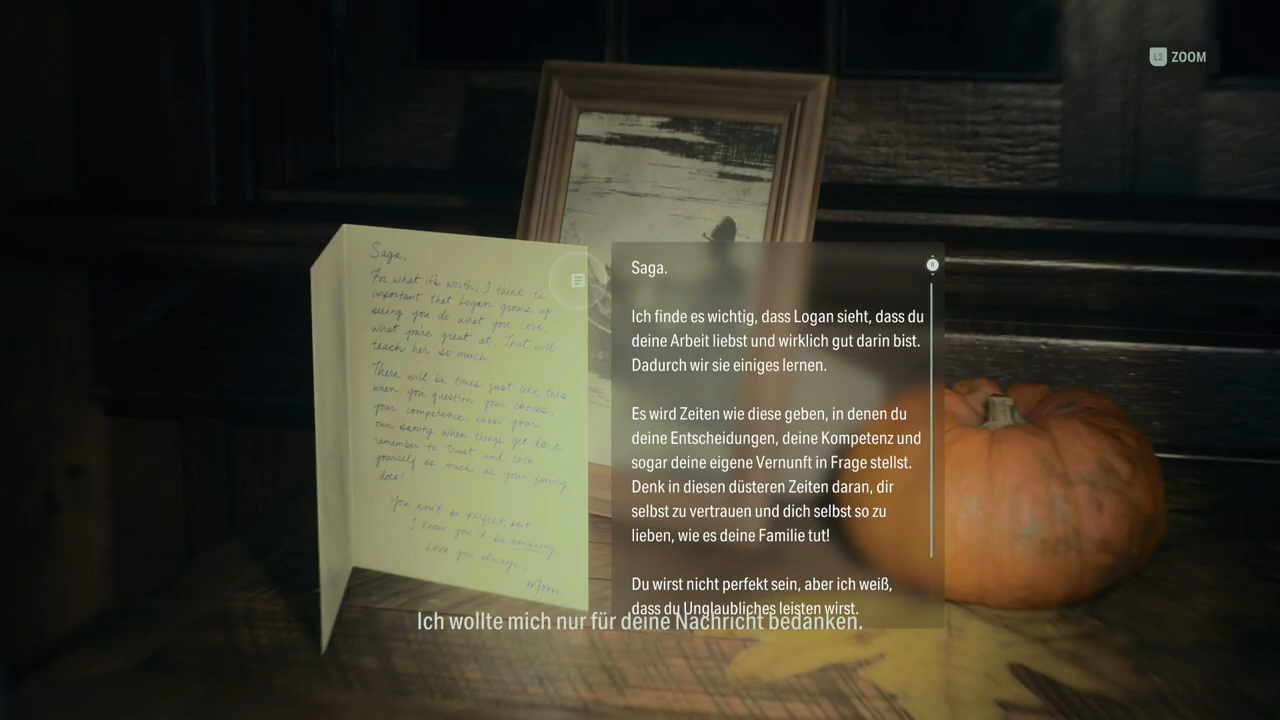 L2 ZOOM
Saga,
For what it's worth, I think it's
important that Logan grows up
seeing you do what you love,
what you're great at. That will
teach her so much.
There will be times just like this
when you question your choices,
your competence, even your
own sanity. When things get dark,
remember to trust and love
yourself as much as your family
does!
You won't be perfect, but
I know you'll be amazing
Love you always.
Mom
Saga.
Ich finde es wichtig, dass Logan sieht, dass du
deine Arbeit liebst und wirklich gut darin bist.
Dadurch wir sie einiges lernen.
Es wird Zeiten wie diese geben, in denen du
deine Entscheidungen, deine Kompetenz und
sogar deine eigene Vernunft in Frage stellst.
Denk in diesen düsteren Zeiten daran, dir
selbst zu vertrauen und dich selbst so zu
lieben, wie es deine Familie tut!
Du wirst nicht perfekt sein, aber ich weiß,
dass du Unglaubliches leisten wirst.
Ich wollte mich nur für deine Nachricht bedanken.